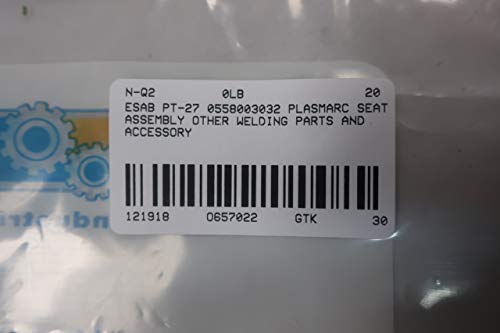 N-Q2 0LB 20
ESAB PT-27 0558003032 PLASMARC SEAT
ASSEMBLY OTHER WELDING PARTS AND
ACCESSORY
121918 0657022 GTK 30